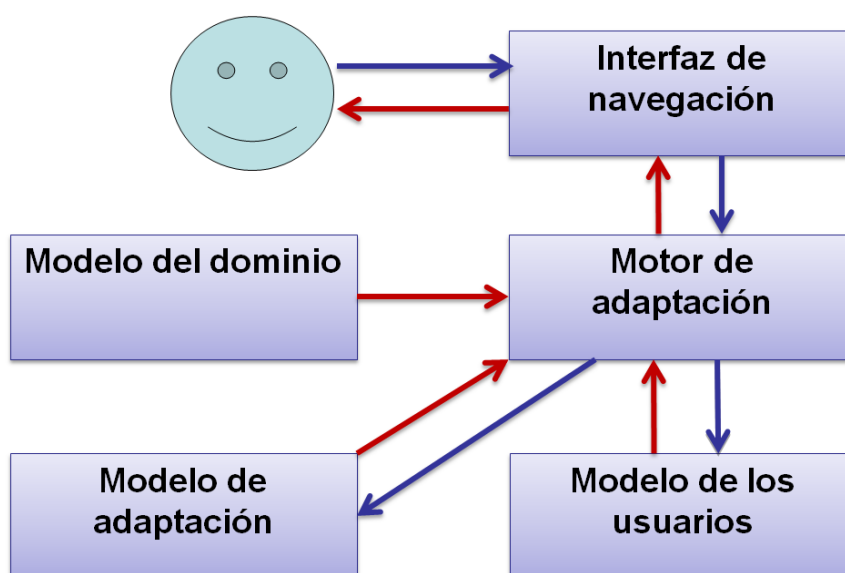 Interfaz de
navegación
Modelo del dominio
Motor de
adaptación
Modelo de
adaptación
Modelo de los
usuarios